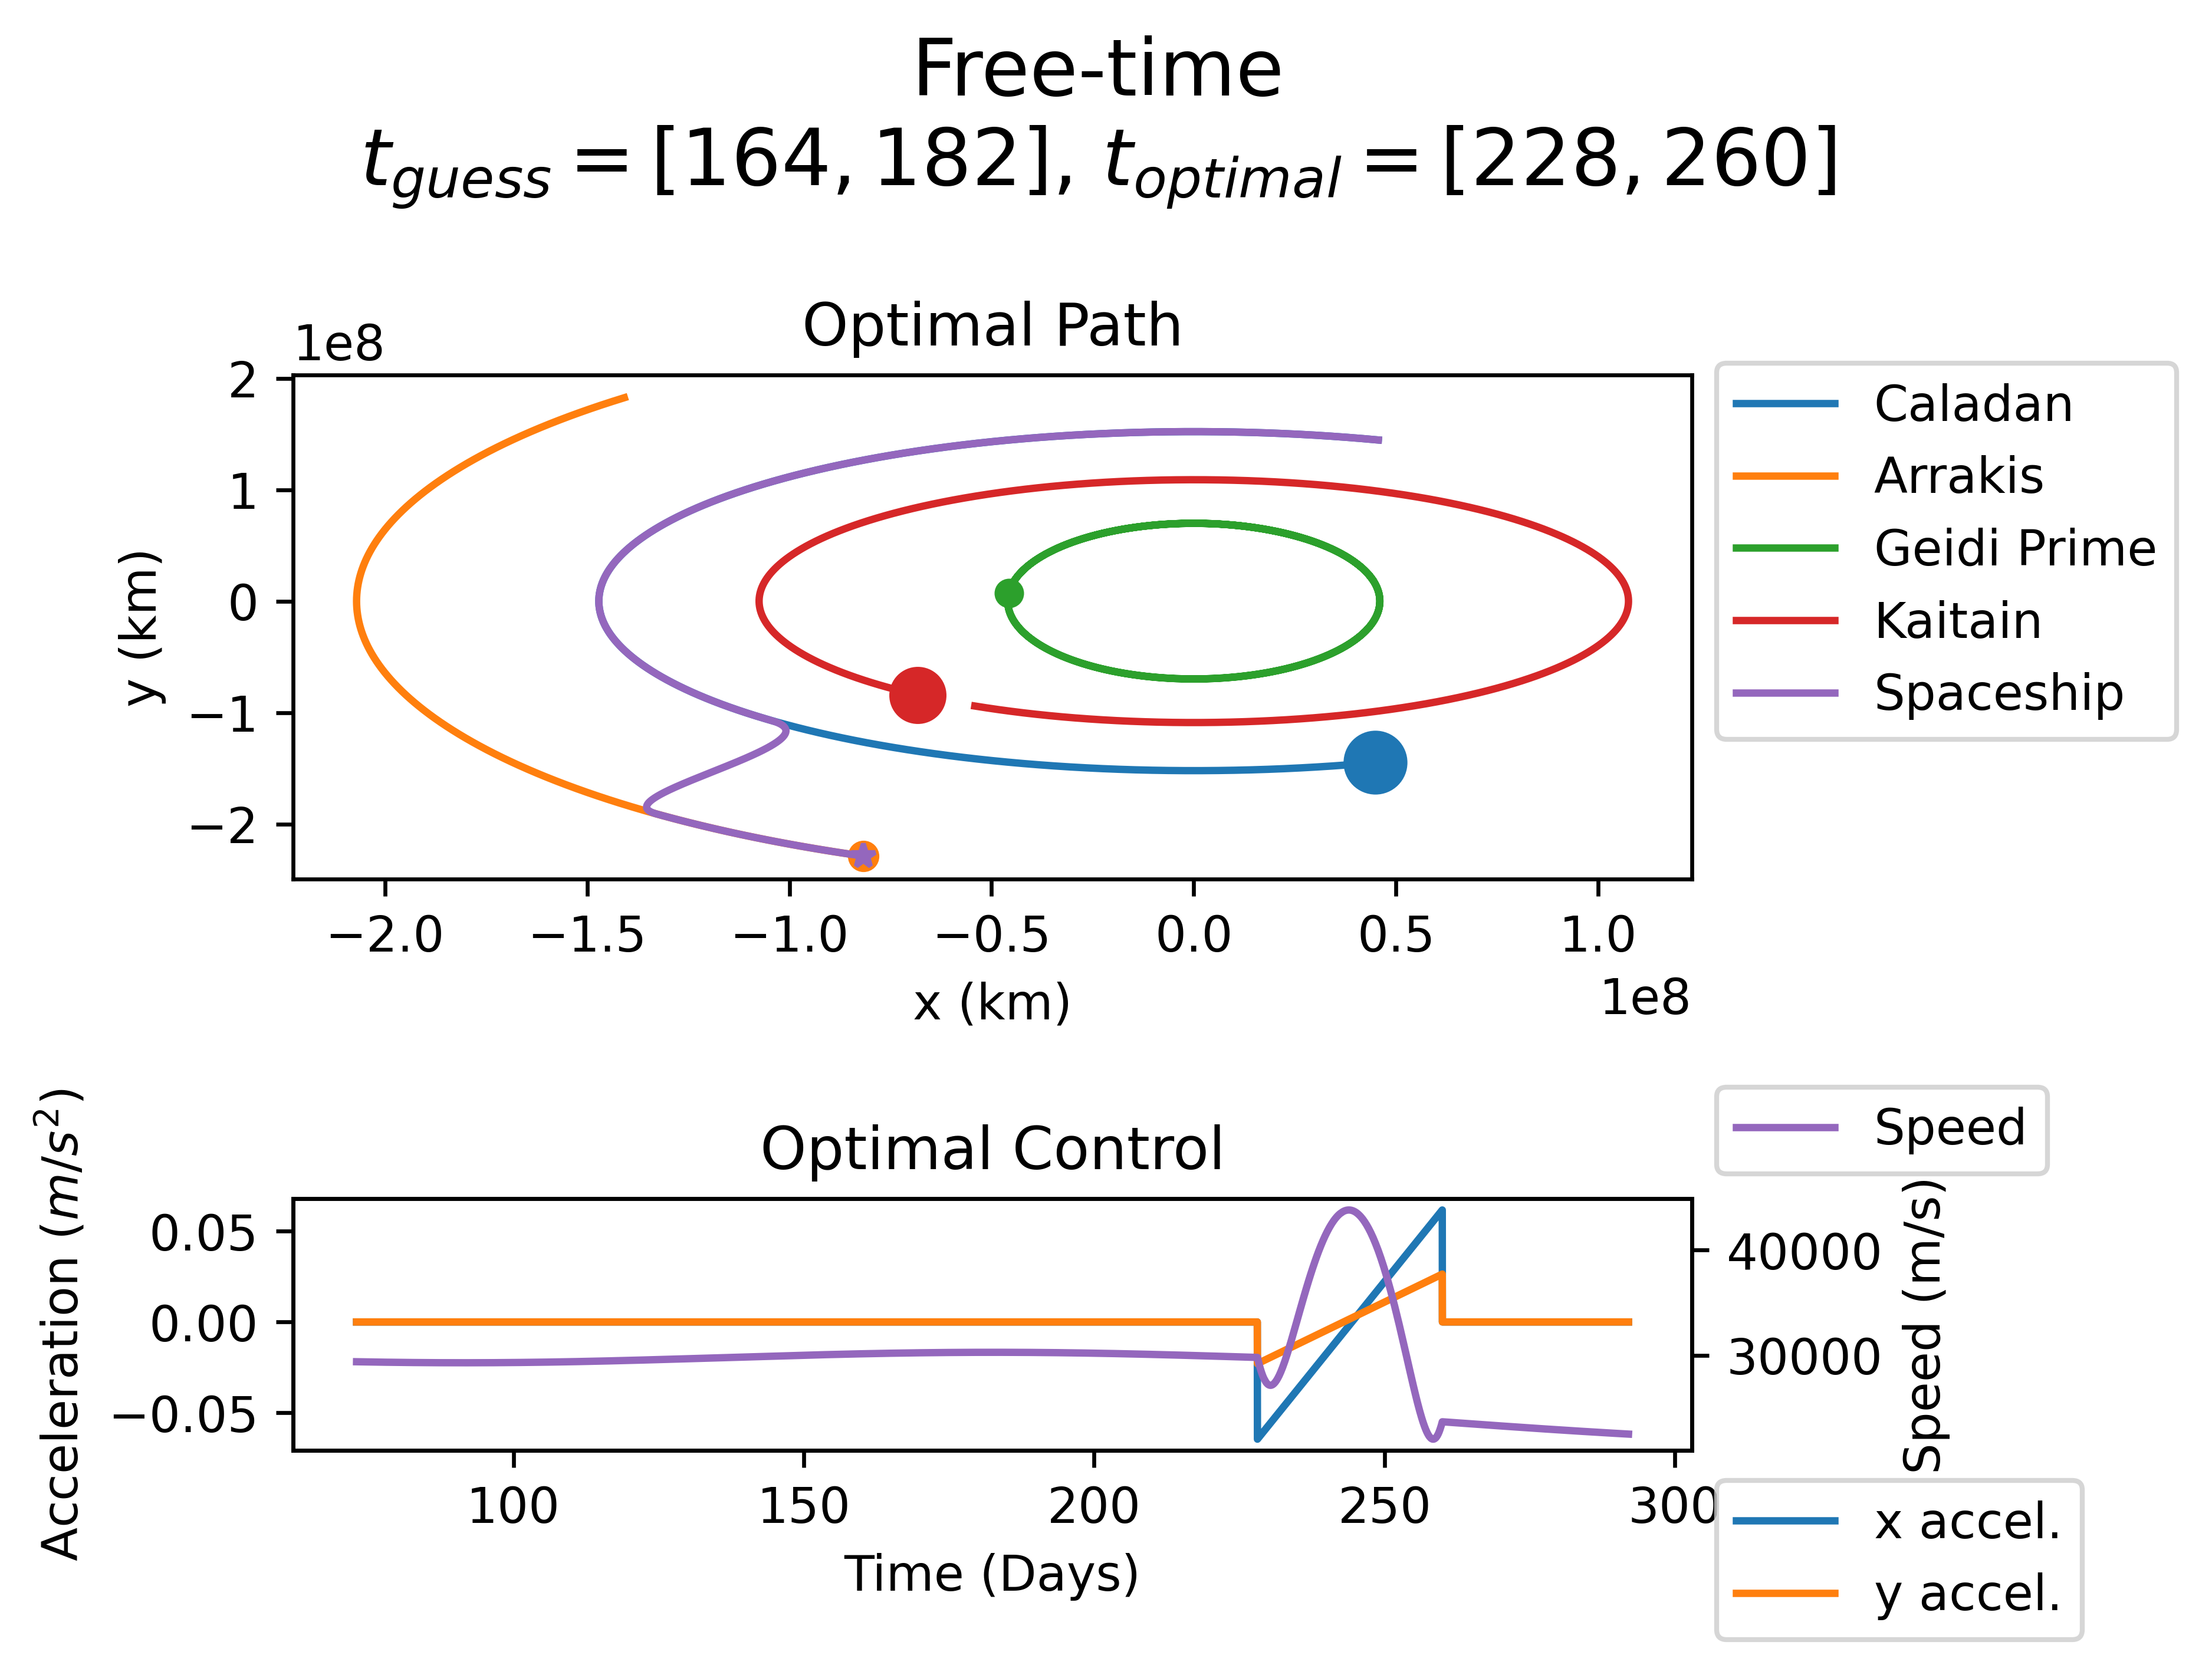 Free-time
t_guess = [164, 182], t_optimal = [228, 260]
Optimal Path
1e8
2
1
0
−1
−2
y (km)
−2.0 −1.5 −1.0 −0.5 0.0 0.5 1.0
1e8
x (km)
Caladan
Arrakis
Geidi Prime
Kaitain
Spaceship
Optimal Control
Acceleration (m/s²)
0.05
0.00
−0.05
100 150 200 250 300
Time (Days)
40000
30000
Speed (m/s)
Speed
x accel.
y accel.